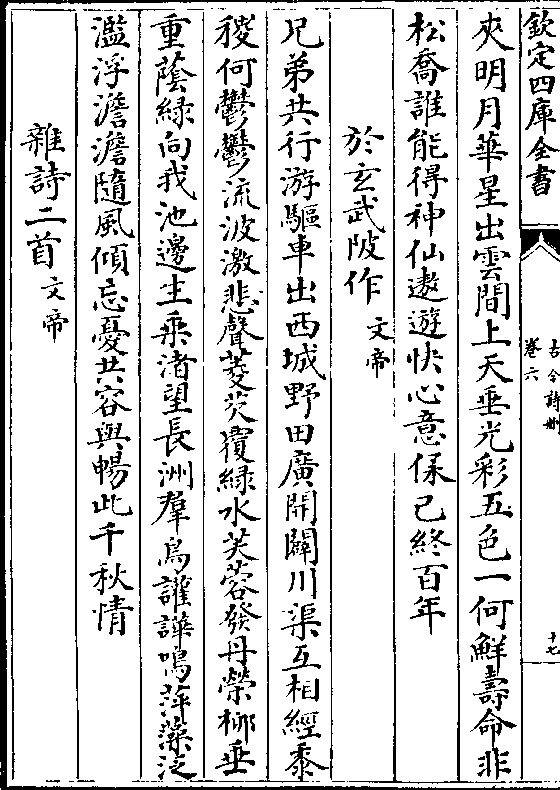 欽定四庫全書
古今詩刪
卷六
十七
夾明月華星出雲間上天垂光彩五色一何鮮壽命非
松喬誰能得神仙遨遊快心意保己終百年
於玄武陂作 文帝
兄弟共行游驅車出西城野田廣開闢川渠互相經黍
稷何鬱鬱流波激悲聲菱芡覆綠水芙蓉發丹榮柳垂
重蔭綠向我池邊生乘渚望長洲羣鳥讙譁鳴萍藻泛
濫浮澹澹隨風傾忘憂共容與暢此千秋情
雜詩二首 文帝